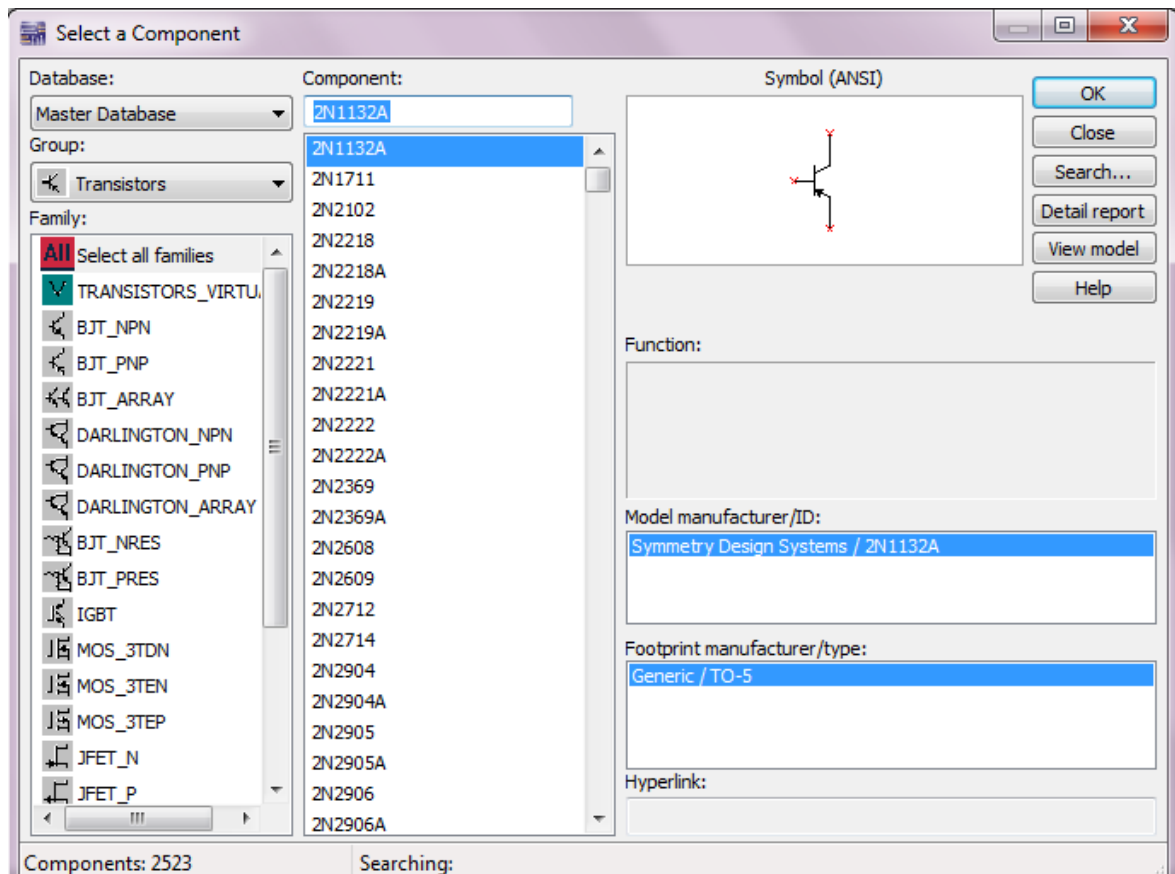 Select a Component
Database:
Master Database
Group:
Transistors
Family:
All Select all families
TRANSISTORS_VIRTU
BJT_NPN
BJT_PNP
BJT_ARRAY
DARLINGTON_NPN
DARLINGTON_PNP
DARLINGTON_ARRAY
BJT_NRES
BJT_PRES
IGBT
MOS_3TDN
MOS_3TEN
MOS_3TEP
JFET_N
JFET_P
Component:
2N1132A
2N1132A
2N1711
2N2102
2N2218
2N2218A
2N2219
2N2219A
2N2221
2N2221A
2N2222
2N2222A
2N2369
2N2369A
2N2608
2N2609
2N2712
2N2714
2N2904
2N2904A
2N2905
2N2905A
2N2906
2N2906A
Symbol (ANSI)
Function:
Model manufacturer/ID:
Symmetry Design Systems / 2N1132A
Footprint manufacturer/type:
Generic / TO-5
Hyperlink:
OK
Close
Search...
Detail report
View model
Help
Components: 2523
Searching: